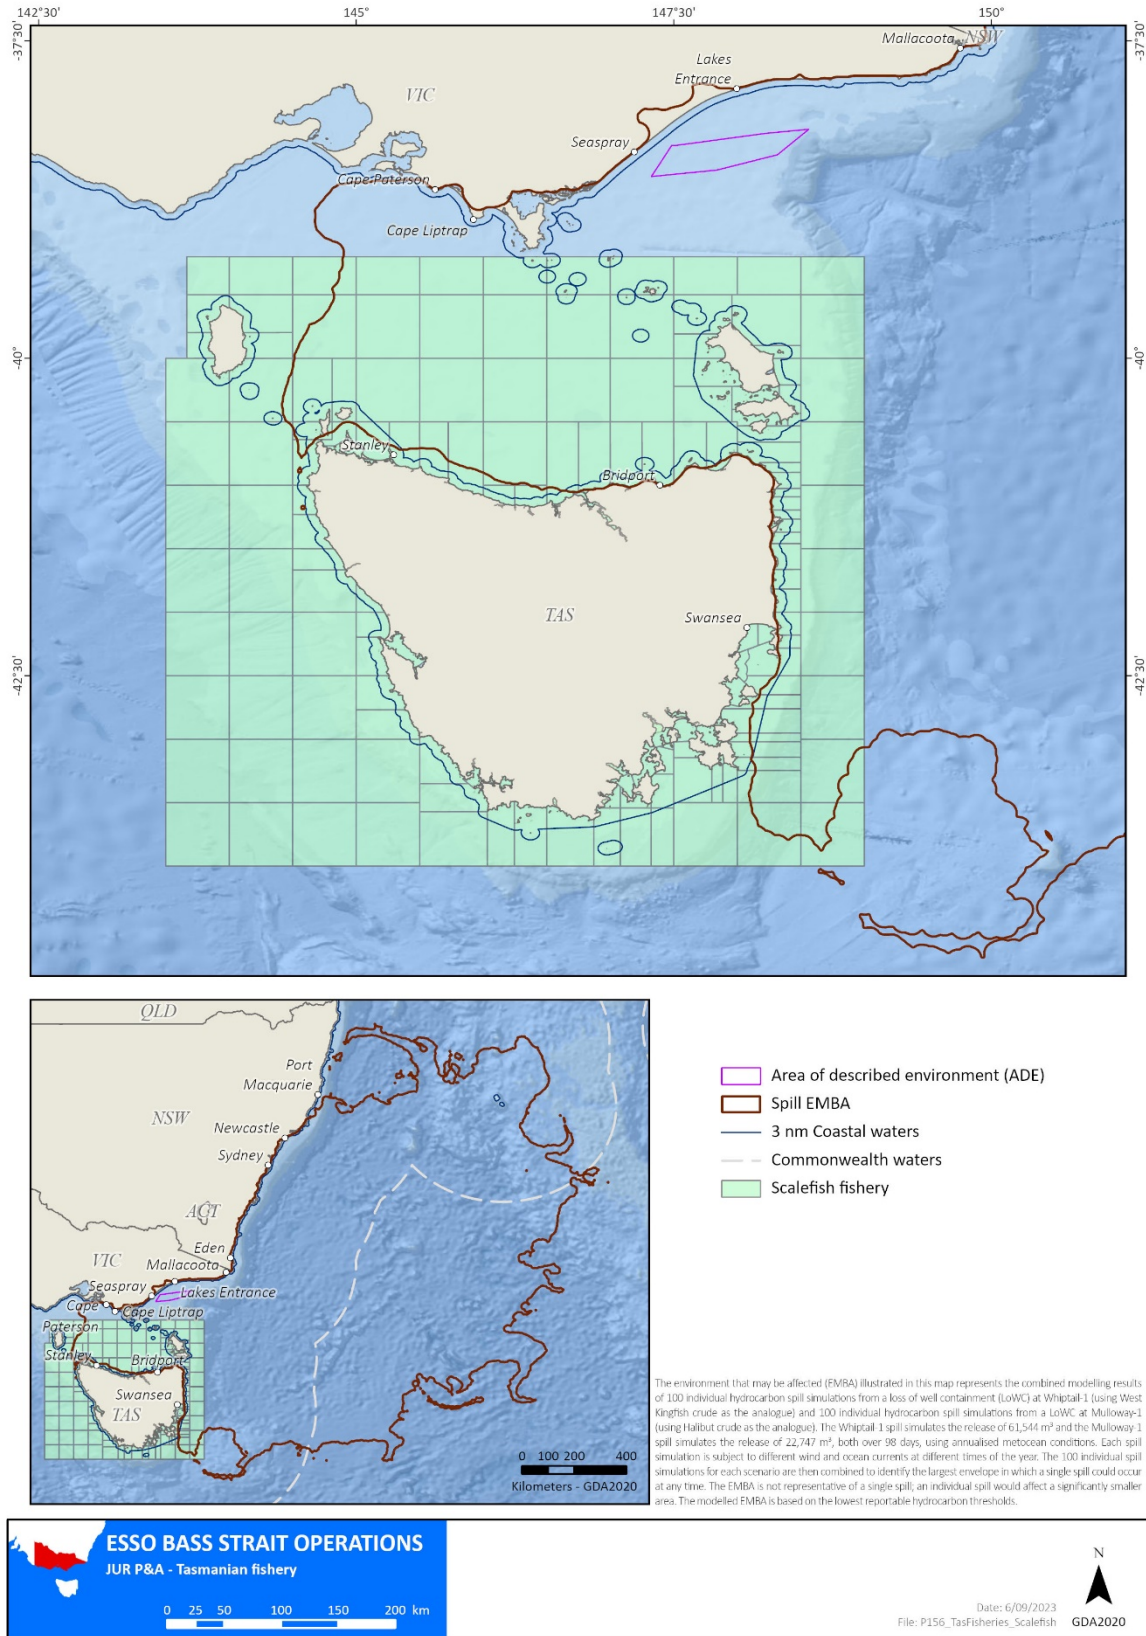 142°30' 145° 147°30' 150°
-37°30' -37°30'
Mallacoota NSW
Lakes
Entrance
VIC
Seaspray
Cape Paterson
Cape Liptrap
-40° -40°
Stanley
Bridport
TAS
Swansea
-42°30' -42°30'
QLD
Port
Macquarie
NSW
Newcastle
Sydney
ACT
Eden
VIC
Mallacoota
Seaspray
Lakes Entrance
Cape
Paterson
Cape Liptrap
Stanley
Bridport
Swansea
TAS
0 100 200 400
Kilometers - GDA2020
Area of described environment (ADE)
Spill EMBA
3 nm Coastal waters
Commonwealth waters
Scalefish fishery
The environment that may be affected (EMBA) illustrated in this map represents the combined modelling results
of 100 individual hydrocarbon spill simulations from a loss of well containment (LoWC) at Whiptail-1 (using West
Kingfish crude as the analogue) and 100 individual hydrocarbon spill simulations from a LoWC at Mulloway-1
(using Halibut crude as the analogue). The Whiptail-1 spill simulates the release of 61,544 m³ and the Mulloway-1
spill simulates the release of 22,747 m³, both over 98 days, using annualised metocean conditions. Each spill
simulation is subject to different wind and ocean currents at different times of the year. The 100 individual spill
simulations for each scenario are then combined to identify the largest envelope in which a single spill could occur
at any time. The EMBA is not representative of a single spill; an individual spill would affect a significantly smaller
area. The modelled EMBA is based on the lowest reportable hydrocarbon thresholds.
ESSO BASS STRAIT OPERATIONS
JUR P&A - Tasmanian fishery
0 25 50 100 150 200 km
N
Date: 6/09/2023
File: P156_TasFisheries_Scalefish GDA2020